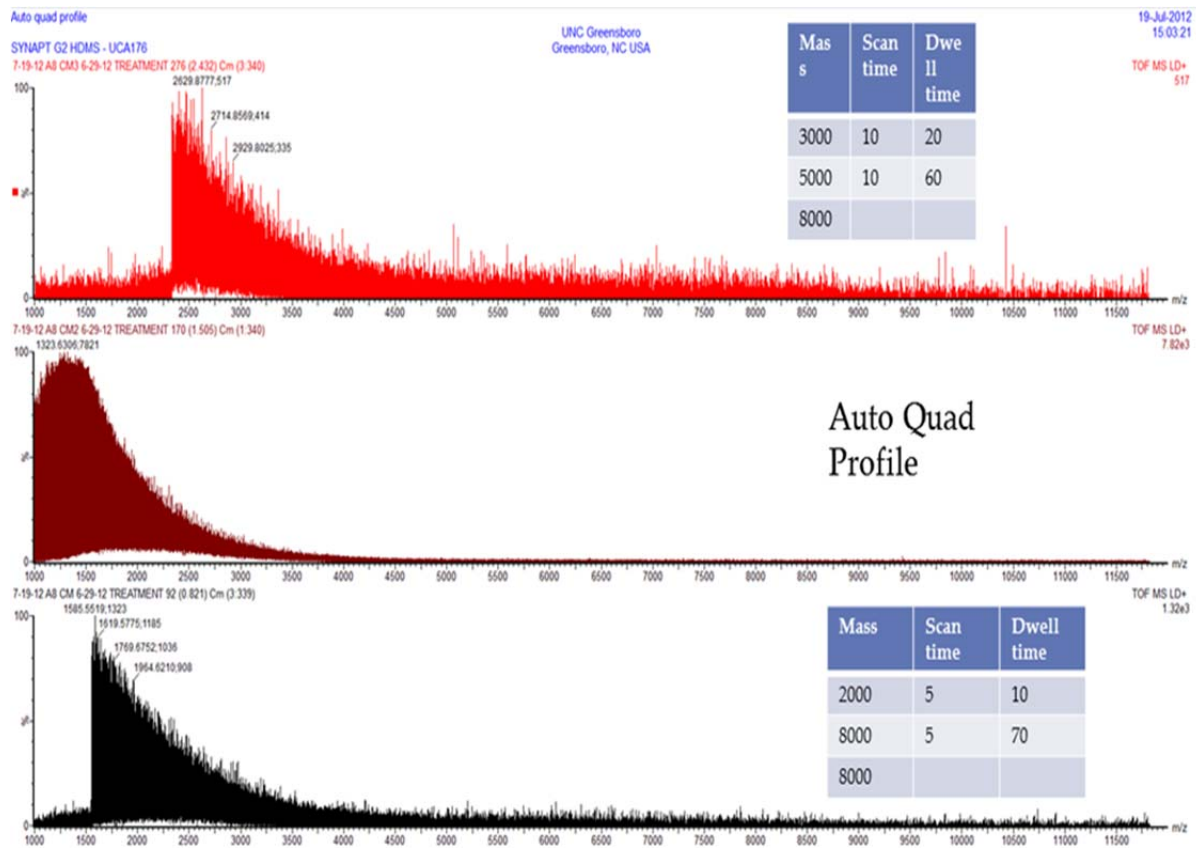 Auto quad profile
UNC Greensboro
Greensboro, NC USA
19-Jul-2012
15:03:21
SYNAPT G2 HDMS - UCA176
7-19-12 A8 CM3 6-29-12 TREATMENT 276 (2.432) Cm (3:340)
TOF MS LD+
517
Mas
s
Scan
time
Dwe
ll
time
3000 10 20
5000 10 60
8000
100
2629.8777;517
2714.8569;414
2929.8025;335
%
0
m/z
1000 1500 2000 2500 3000 3500 4000 4500 5000 5500 6000 6500 7000 7500 8000 8500 9000 9500 10000 10500 11000 11500
7-19-12 A8 CM2 6-29-12 TREATMENT 170 (1.505) Cm (1:340)
TOF MS LD+
7.82e3
1323.6306;7821
100
%
0
Auto Quad
Profile
m/z
1000 1500 2000 2500 3000 3500 4000 4500 5000 5500 6000 6500 7000 7500 8000 8500 9000 9500 10000 10500 11000 11500
7-19-12 A8 CM 6-29-12 TREATMENT 92 (0.821) Cm (3:339)
TOF MS LD+
1.32e3
1585.5519;1323
100
1619.5775;1185
1769.6752;1036
1964.6210;908
%
0
Mass Scan
time Dwell
time
2000 5 10
8000 5 70
8000
m/z
1000 1500 2000 2500 3000 3500 4000 4500 5000 5500 6000 6500 7000 7500 8000 8500 9000 9500 10000 10500 11000 11500